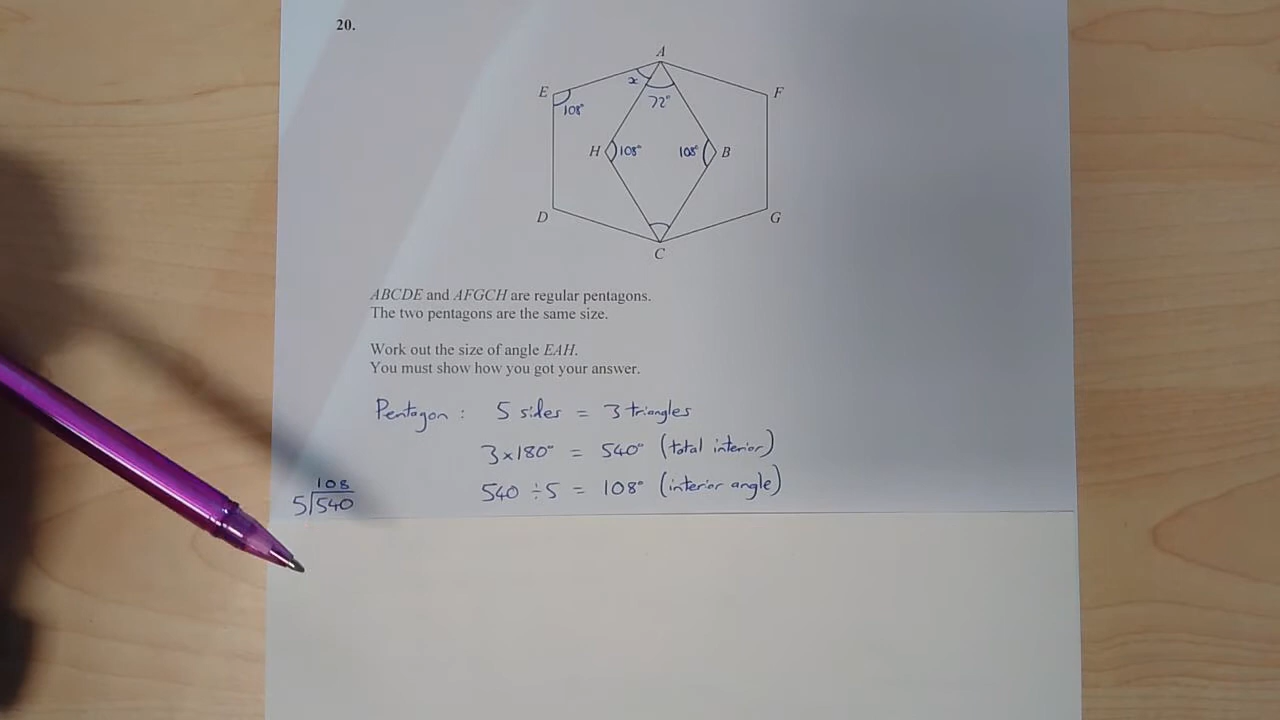 20.
A
E
x
F
72°
108°
H
108°
108°
B
D
G
C
ABCDE and AFGCH are regular pentagons.
The two pentagons are the same size.
Work out the size of angle EAH.
You must show how you got your answer.
Pentagon : 5 sides = 3 triangles
3 x 180° = 540° (total interior)
108
5 540
540 ÷ 5 = 108° (interior angle)